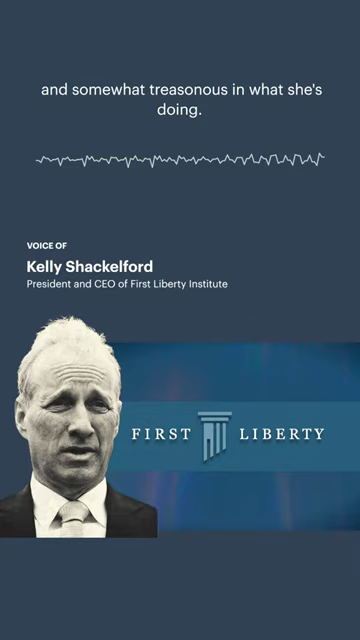 and somewhat treasonous in what she's
doing.
VOICE OF
Kelly Shackelford
President and CEO of First Liberty Institute
FIRST LIBERTY